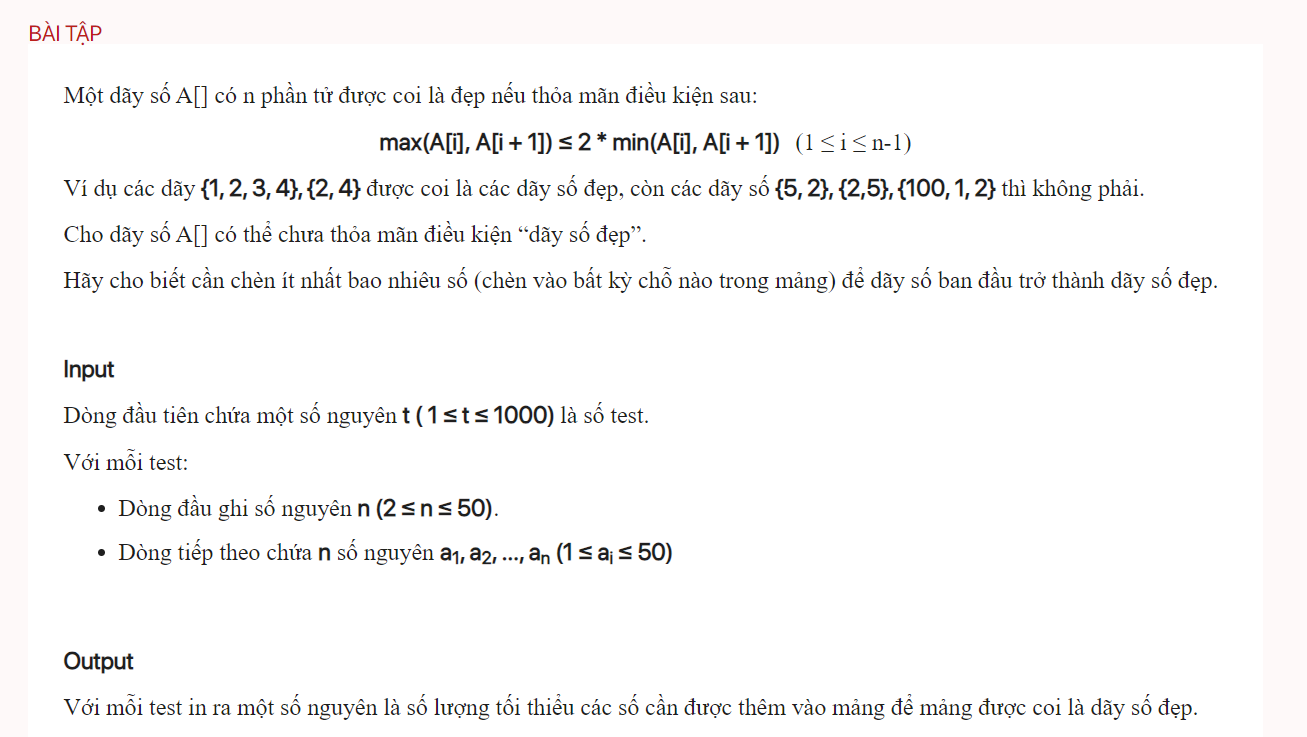 BÀI TẬP
Một dãy số A[] có n phần tử được coi là đẹp nếu thỏa mãn điều kiện sau:
max(A[i], A[i + 1]) ≤ 2 * min(A[i], A[i + 1]) (1 ≤ i ≤ n-1)
Ví dụ các dãy {1, 2, 3, 4}, {2, 4} được coi là các dãy số đẹp, còn các dãy số {5, 2}, {2,5}, {100, 1, 2} thì không phải.
Cho dãy số A[] có thể chưa thỏa mãn điều kiện “dãy số đẹp”.
Hãy cho biết cần chèn ít nhất bao nhiêu số (chèn vào bất kỳ chỗ nào trong mảng) để dãy số ban đầu trở thành dãy số đẹp.
Input
Dòng đầu tiên chứa một số nguyên t ( 1 ≤ t ≤ 1000) là số test.
Với mỗi test:
• Dòng đầu ghi số nguyên n (2 ≤ n ≤ 50).
• Dòng tiếp theo chứa n số nguyên a₁, a₂, ..., aₙ (1 ≤ aᵢ ≤ 50)
Output
Với mỗi test in ra một số nguyên là số lượng tối thiểu các số cần được thêm vào mảng để mảng được coi là dãy số đẹp.